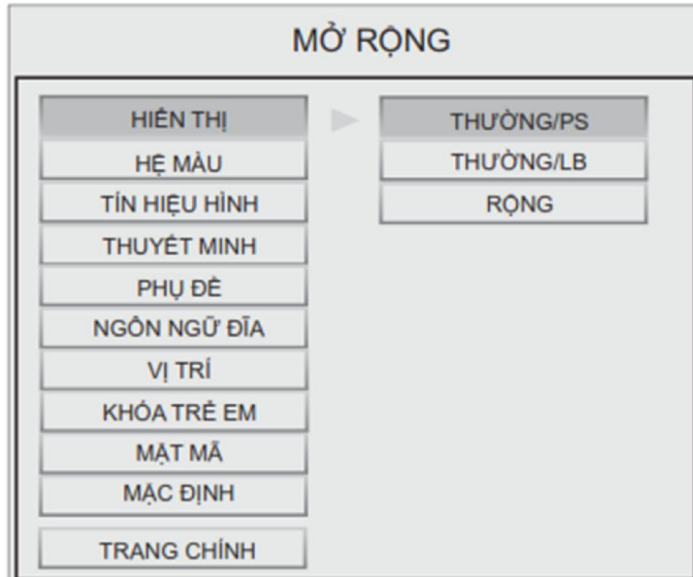 MỞ RỘNG
HIỂN THỊ
THƯỜNG/PS
HỆ MÀU
THƯỜNG/LB
TÍN HIỆU HÌNH
RỘNG
THUYẾT MINH
PHỤ ĐỀ
NGÔN NGỮ ĐĨA
VỊ TRÍ
KHÓA TRẺ EM
MẬT MÃ
MẶC ĐỊNH
TRANG CHÍNH